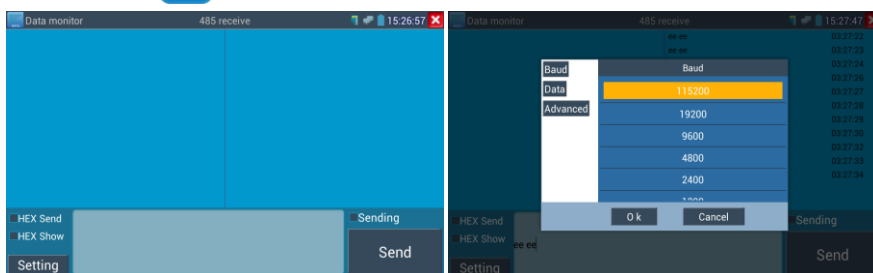 Data monitor 485 receive 15:26:57
HEX Send
HEX Show
Setting
Sending
Send
Data monitor 485 receive 15:27:47
ee ee 03:27:22
ee ee 03:27:23
03:27:24
03:27:26
03:27:27
03:27:28
03:27:29
03:27:30
03:27:32
03:27:33
03:27:34
Baud
Data
Advanced
Baud
115200
19200
9600
4800
2400
1200
Ok Cancel
HEX Send
HEX Show
ee ee
Setting
Sending
Send